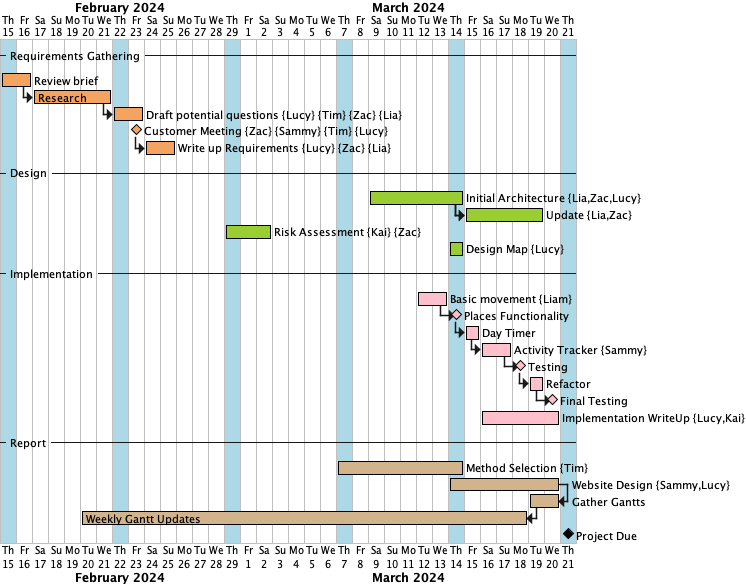 February 2024 March 2024
Th Fr Sa Su Mo Tu We Th Fr Sa Su Mo Tu We Th Fr Sa Su Mo Tu We Th Fr Sa Su Mo Tu We Th Fr Sa Su Mo Tu We Th
15 16 17 18 19 20 21 22 23 24 25 26 27 28 29 1 2 3 4 5 6 7 8 9 10 11 12 13 14 15 16 17 18 19 20 21
Requirements Gathering
Review brief
Research
Draft potential questions {Lucy} {Tim} {Zac} {Lia}
Customer Meeting {Zac} {Sammy} {Tim} {Lucy}
Write up Requirements {Lucy} {Zac} {Lia}
Design
Initial Architecture {Lia,Zac,Lucy}
Update {Lia,Zac}
Risk Assessment {Kai} {Zac}
Design Map {Lucy}
Implementation
Basic movement {Liam}
Places Functionality
Day Timer
Activity Tracker {Sammy}
Testing
Refactor
Final Testing
Implementation WriteUp {Lucy,Kai}
Report
Method Selection {Tim}
Website Design {Sammy,Lucy}
Gather Gantts
Weekly Gantt Updates
Project Due
Th Fr Sa Su Mo Tu We Th Fr Sa Su Mo Tu We Th Fr Sa Su Mo Tu We Th Fr Sa Su Mo Tu We Th Fr Sa Su Mo Tu We Th
15 16 17 18 19 20 21 22 23 24 25 26 27 28 29 1 2 3 4 5 6 7 8 9 10 11 12 13 14 15 16 17 18 19 20 21
February 2024 March 2024